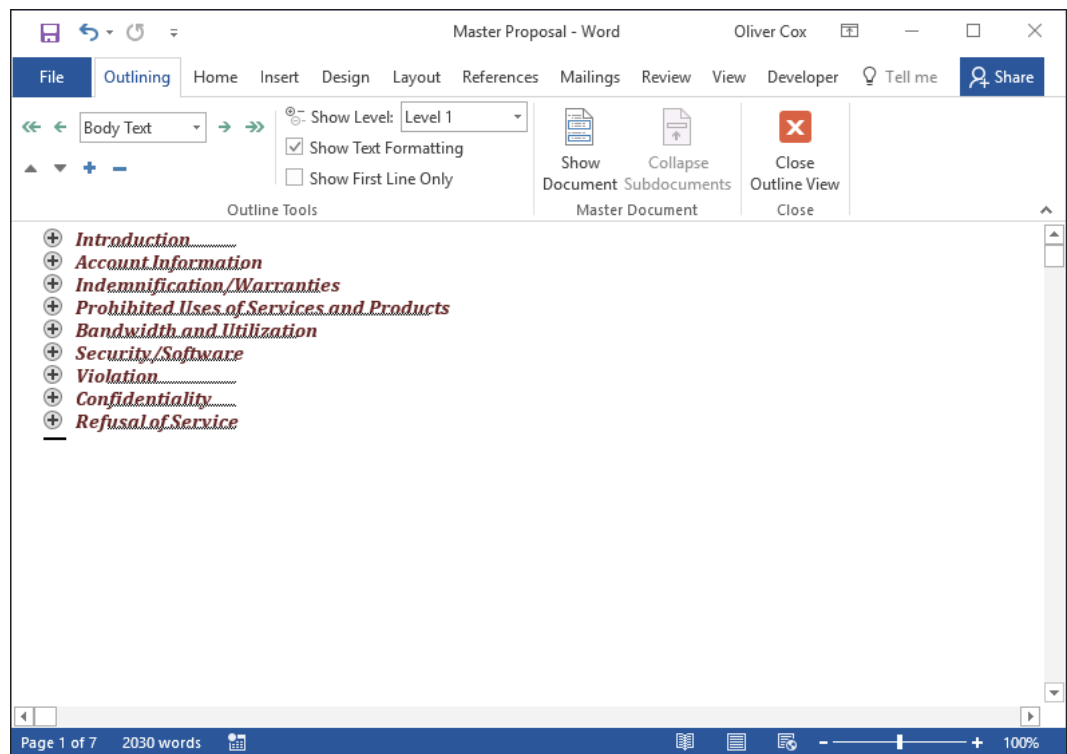 Master Proposal - Word Oliver Cox
File Outlining Home Insert Design Layout References Mailings Review View Developer Tell me Share
Body Text
Show Level: Level 1
Show Text Formatting
Show First Line Only
Outline Tools
Show Document
Collapse Subdocuments
Master Document
Close Outline View
Close
Introduction
Account Information
Indemnification/Warranties
Prohibited Uses of Services and Products
Bandwidth and Utilization
Security/Software
Violation
Confidentiality
Refusal of Service
Page 1 of 7 2030 words 100%